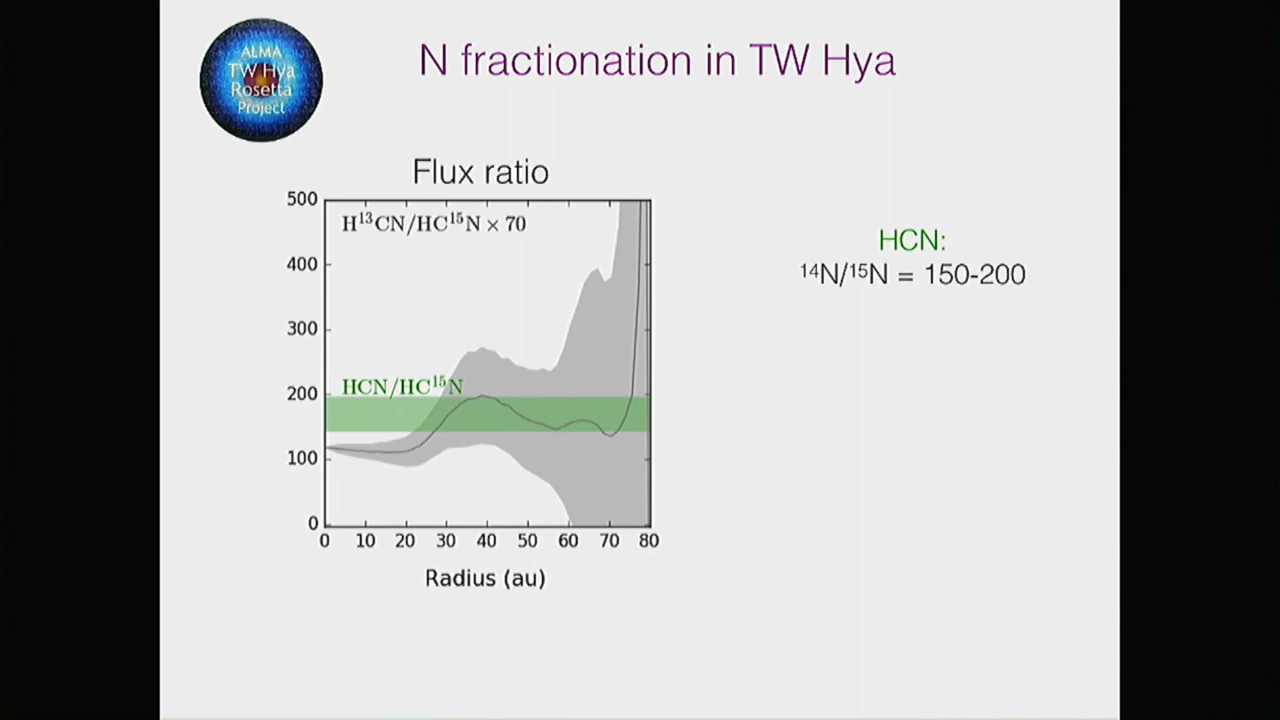 ALMA
TW Hya
Rosetta
Project
N fractionation in TW Hya
Flux ratio
H¹³CN/HC¹⁵N × 70
HCN/HC¹⁵N
500
400
300
200
100
0
0 10 20 30 40 50 60 70 80
Radius (au)
HCN:
¹⁴N/¹⁵N = 150-200